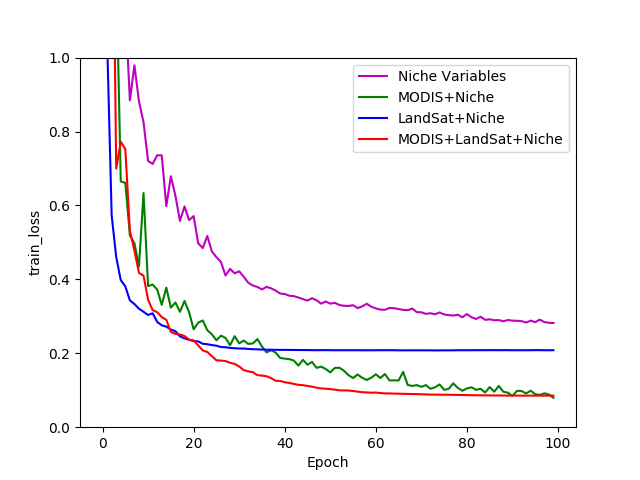 1.0
0.8
0.6
0.4
0.2
0.0
train_loss
0
20
40
60
80
100
Epoch
Niche Variables
MODIS+Niche
LandSat+Niche
MODIS+LandSat+Niche